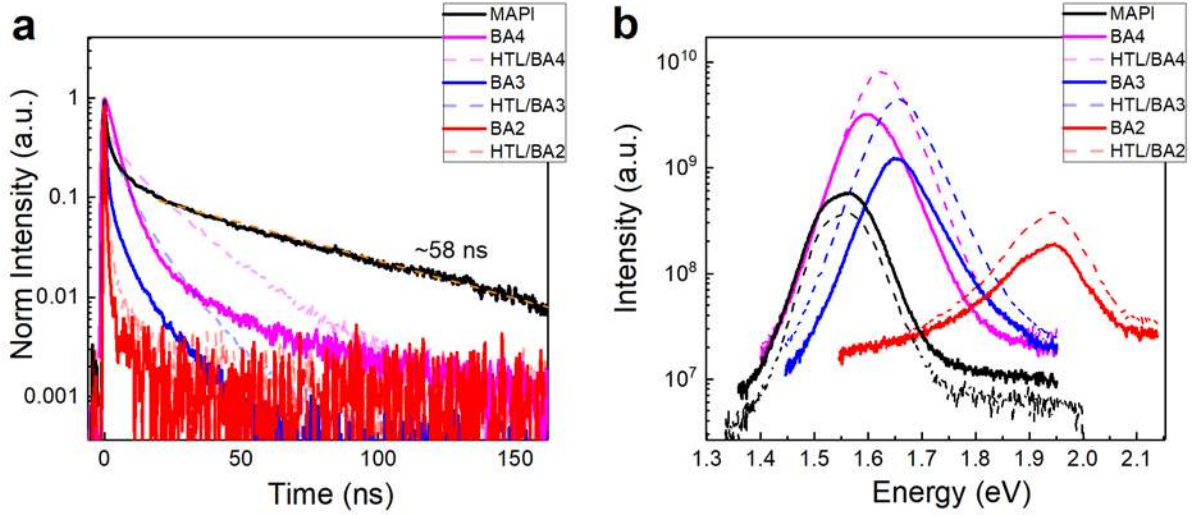 a
MAPI
BA4
HTL/BA4
BA3
HTL/BA3
BA2
HTL/BA2
Norm Intensity (a.u.)
1
0.1
0.01
0.001
~58 ns
0
50
100
150
Time (ns)
b
MAPI
BA4
HTL/BA4
BA3
HTL/BA3
BA2
HTL/BA2
Intensity (a.u.)
10¹⁰
10⁹
10⁸
10⁷
1.3 1.4 1.5 1.6 1.7 1.8 1.9 2.0 2.1
Energy (eV)